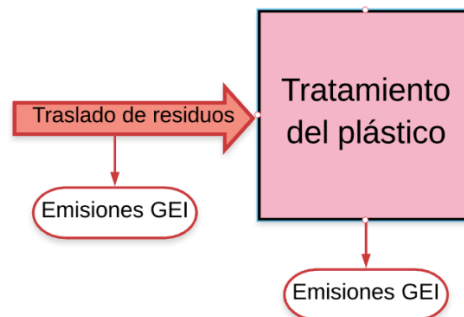 Traslado de residuos
Emisiones GEI
Tratamiento
del plástico
Emisiones GEI